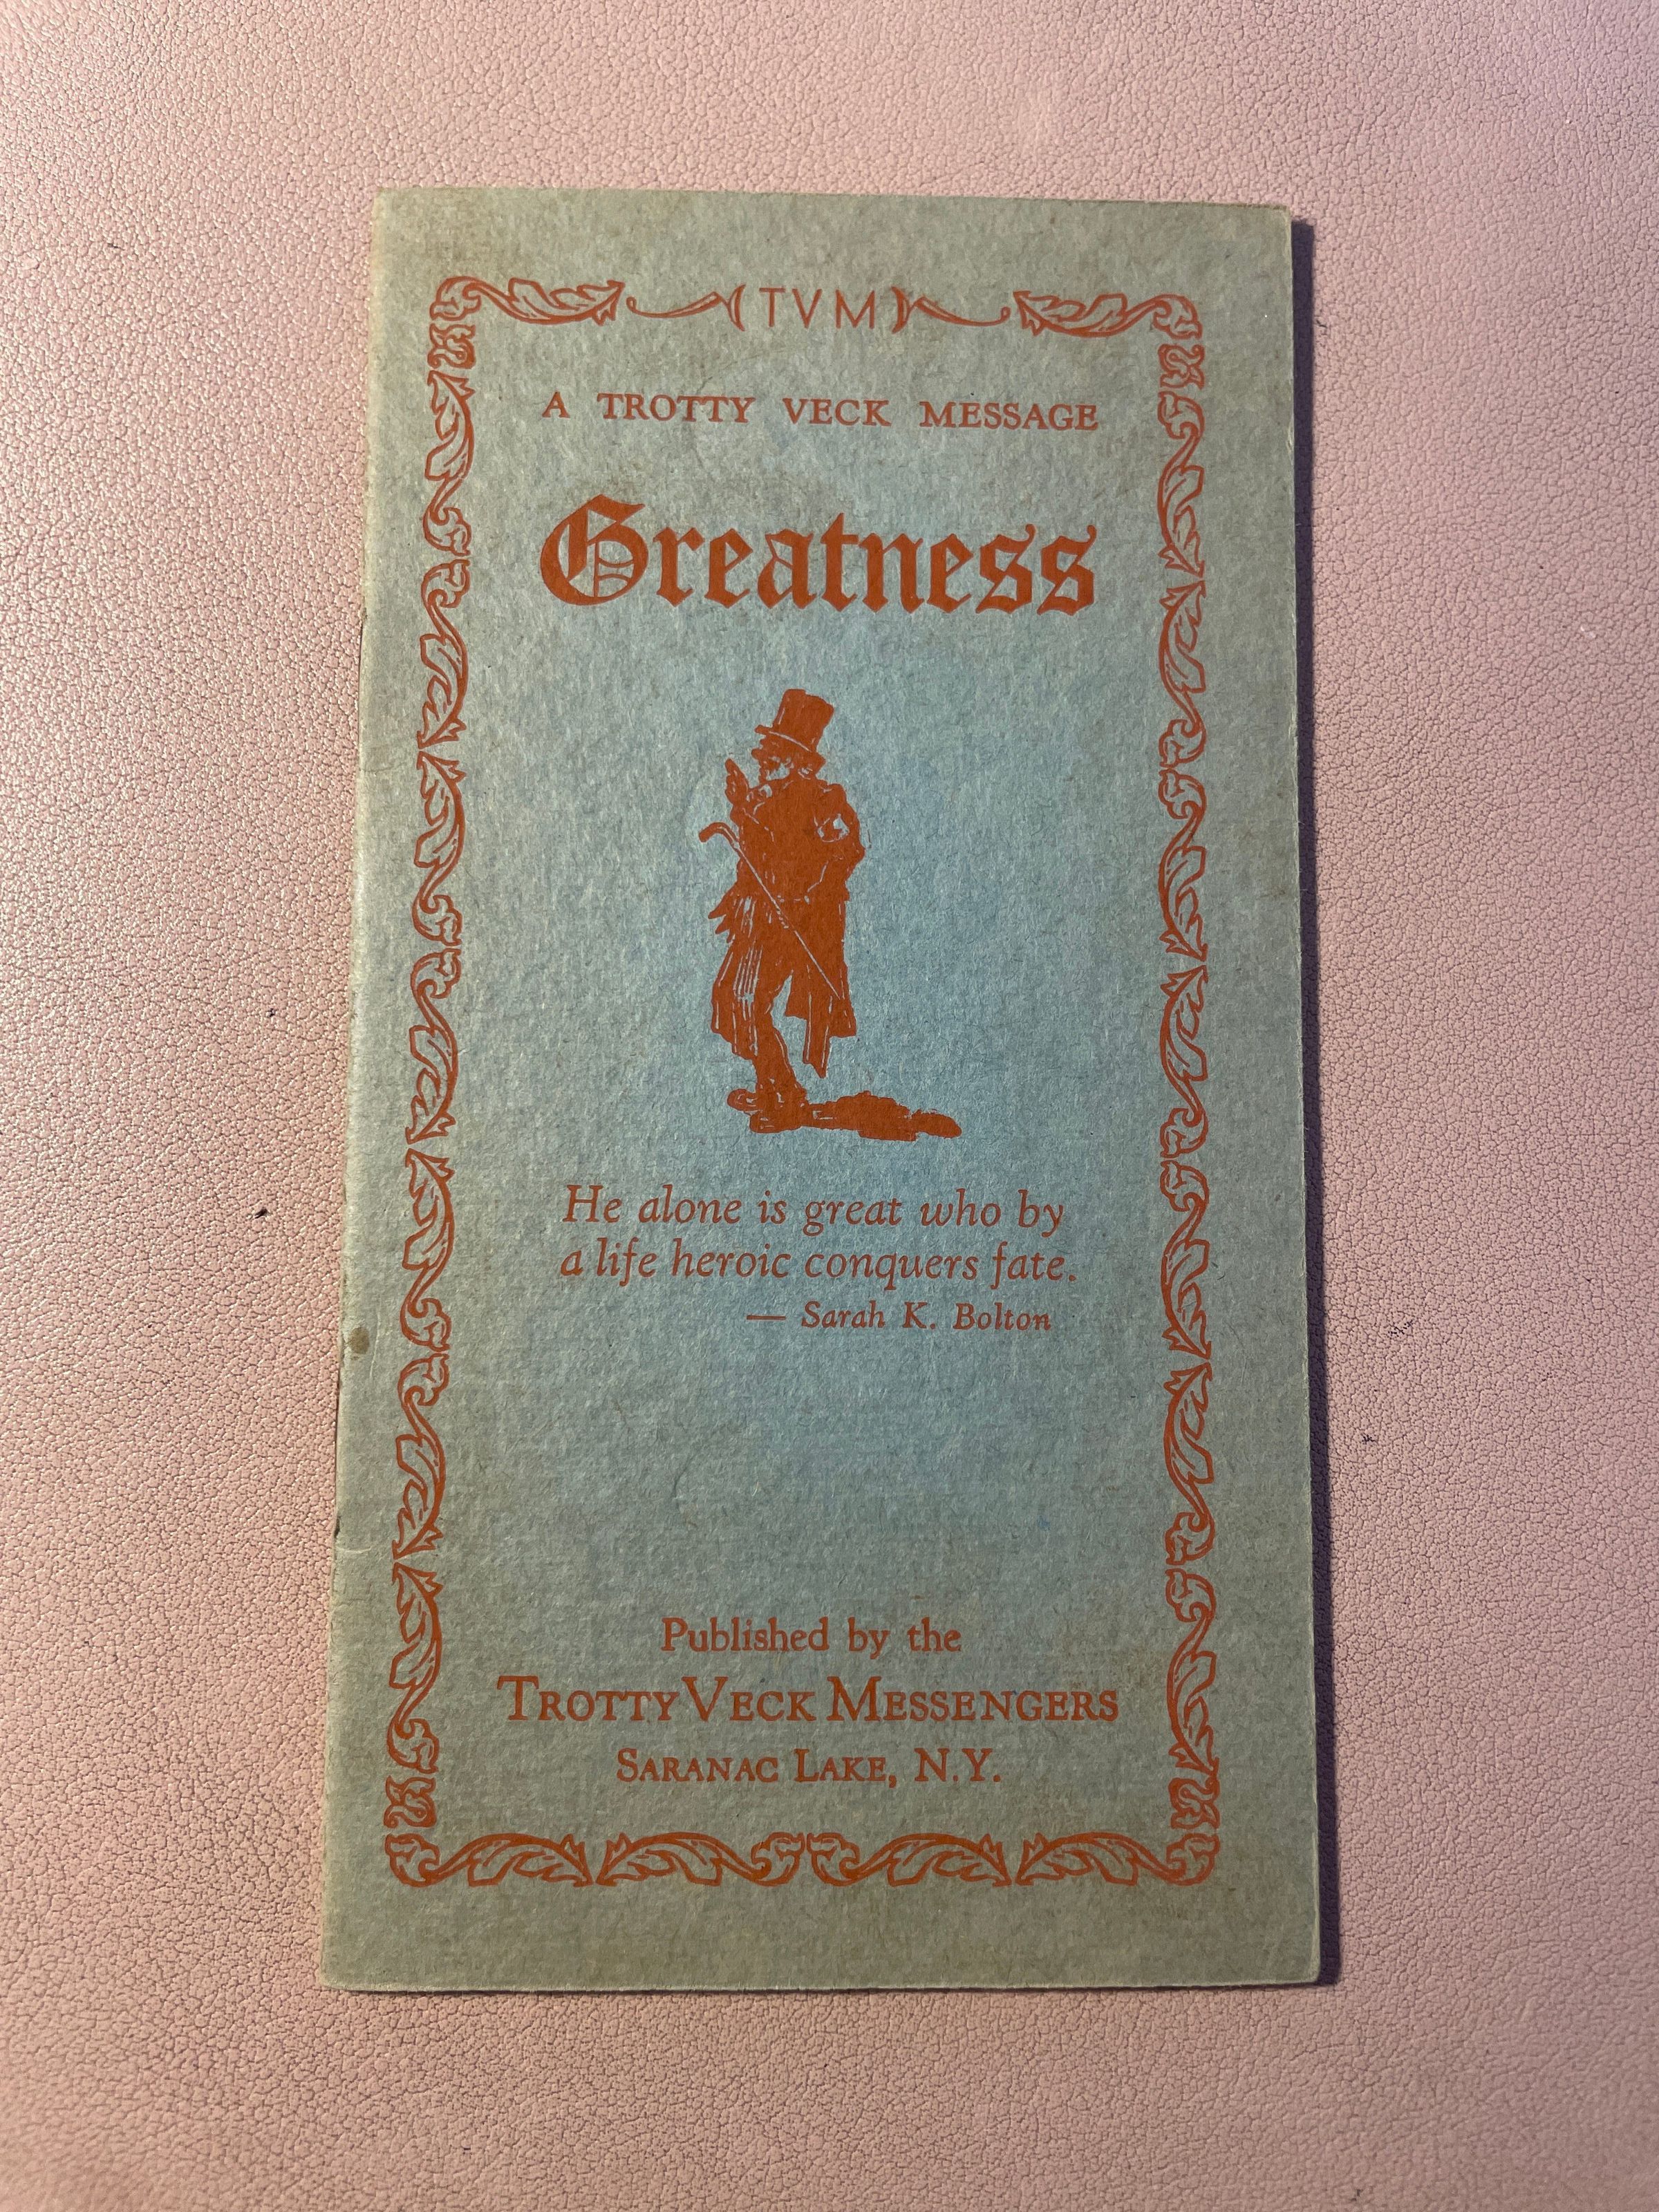 (TVM)
A TROTTY VECK MESSAGE
Greatness
He alone is great who by
a life heroic conquers fate.
— Sarah K. Bolton
Published by the
TROTTY VECK MESSENGERS
SARANAC LAKE, N.Y.